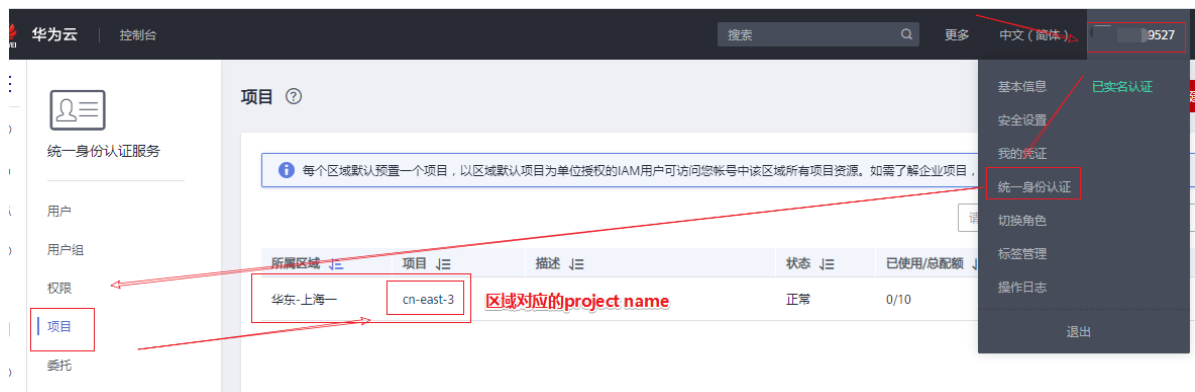 华为云 控制台 搜索 更多 中文（简体） 9527
基本信息 已实名认证
安全设置
我的凭证
统一身份认证
切换角色
标签管理
操作日志
退出
统一身份认证服务
用户
用户组
权限
项目
委托
项目 ?
每个区域默认预置一个项目，以区域默认项目为单位授权的IAM用户可访问您帐号中该区域所有项目资源。如需了解企业项目，
请
所属区域 项目 描述 状态 已使用/总配额
华东-上海一 cn-east-3 区域对应的project name 正常 0/10